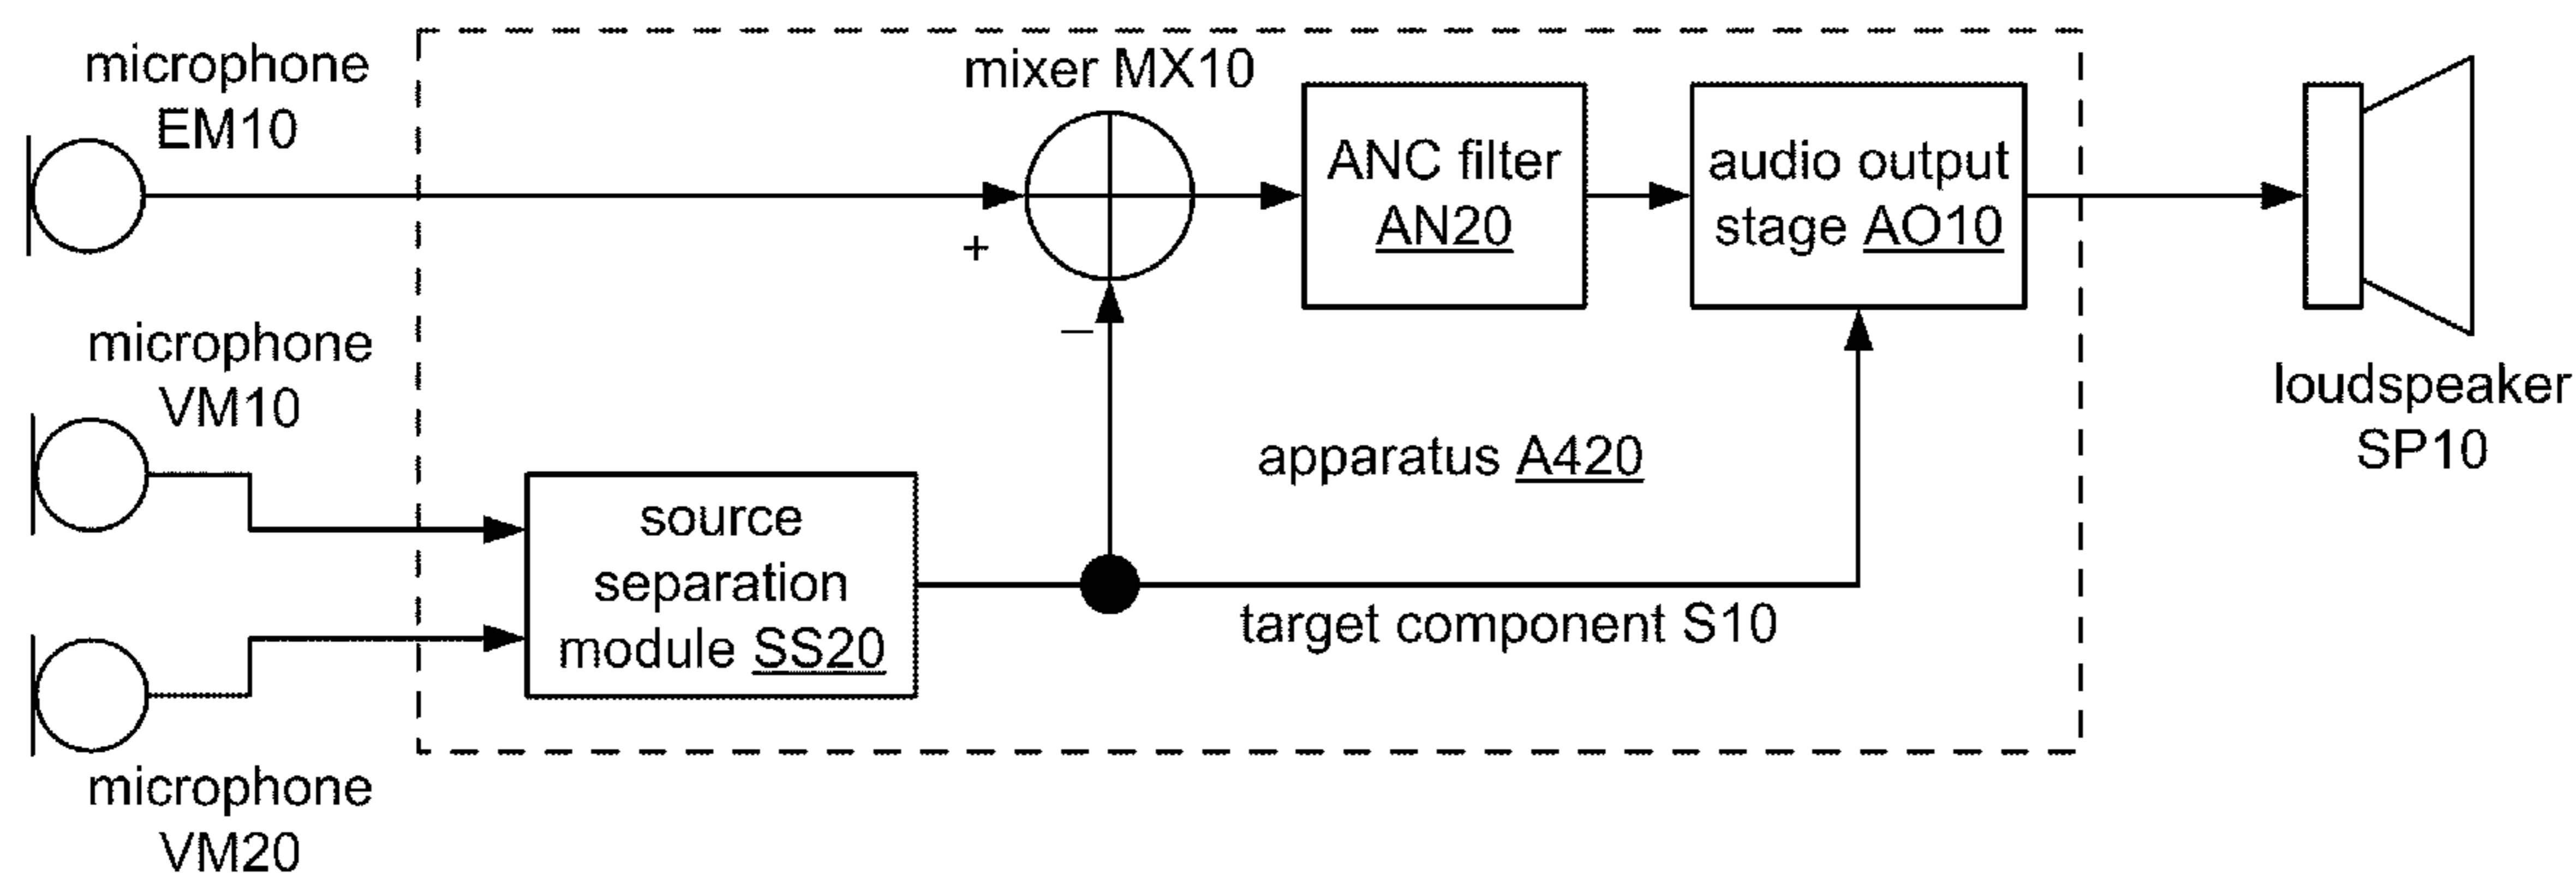 microphone
EM10
mixer MX10
+
–
ANC filter
AN20
audio output
stage AO10
loudspeaker
SP10
microphone
VM10
apparatus A420
source
separation
module SS20
target component S10
microphone
VM20